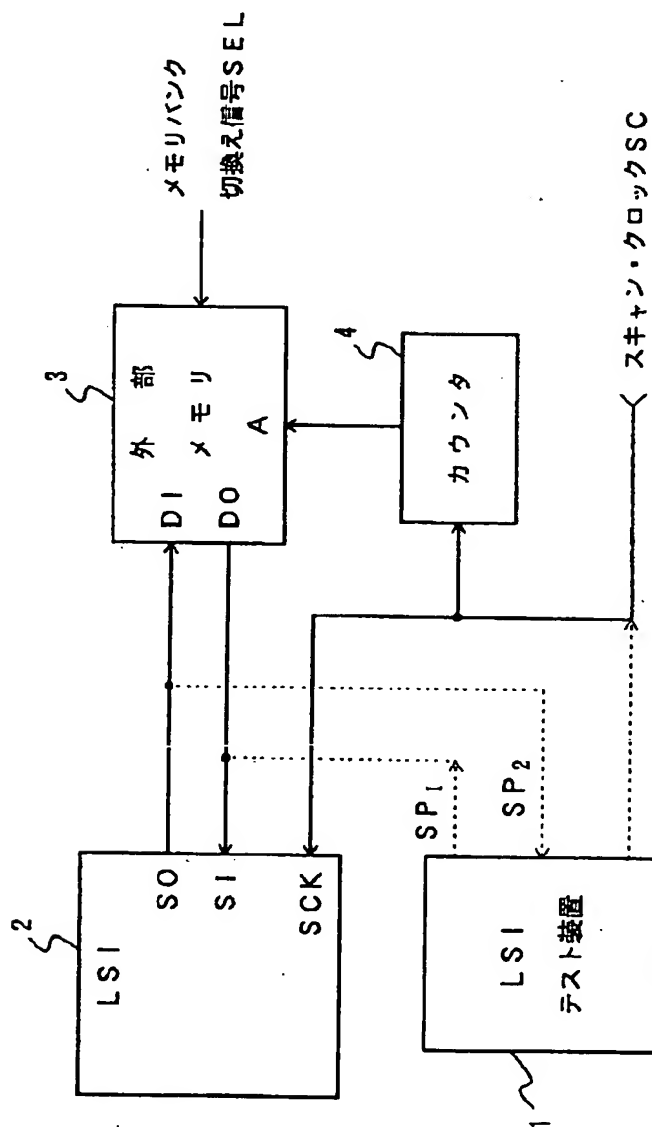 2
LSI
SO
SI
SCK
3
外部
メモリ
DI
DO
A
メモリバンク
切換え信号SEL
4
カウンタ
スキャン・クロックSC
SP1
SP2
1
LSI
テスト装置